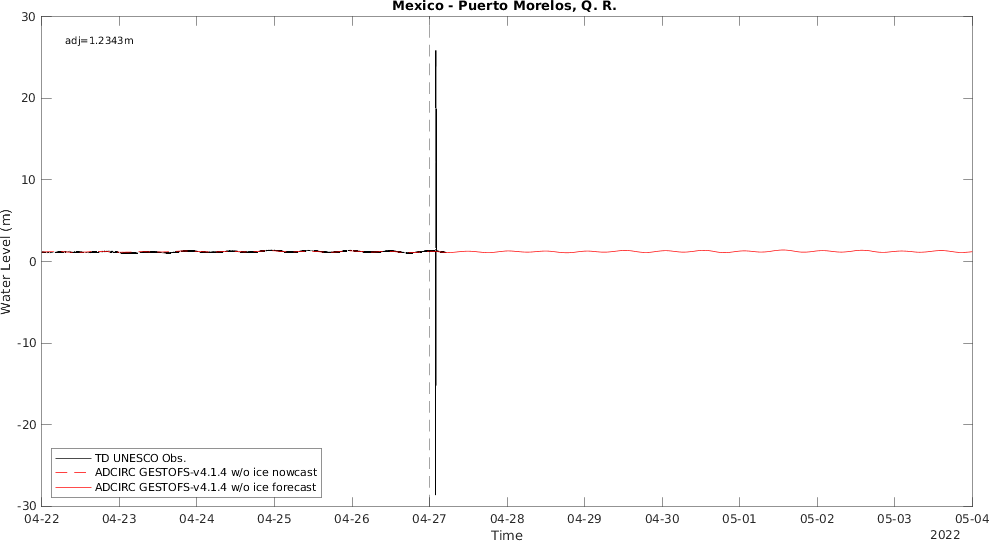 Mexico - Puerto Morelos, Q. R.
30
adj=1.2343m
20
10
0
-10
-20
-30
Water Level (m)
TD UNESCO Obs.
ADCIRC GESTOFS-v4.1.4 w/o ice nowcast
ADCIRC GESTOFS-v4.1.4 w/o ice forecast
04-22 04-23 04-24 04-25 04-26 04-27 04-28 04-29 04-30 05-01 05-02 05-03 05-04
Time
2022